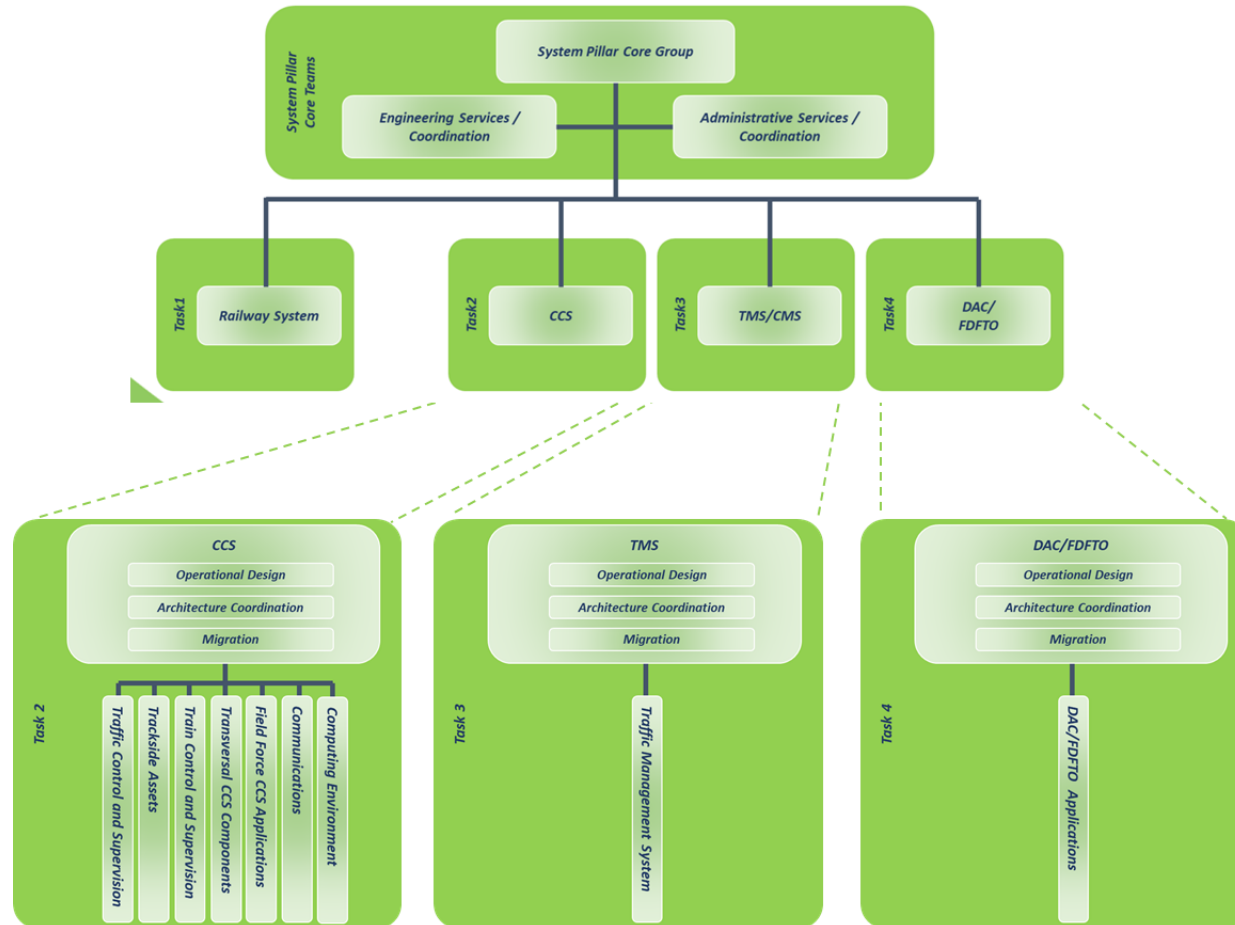 System Pillar
Core Teams
System Pillar Core Group
Engineering Services /
Coordination
Administrative Services /
Coordination
Task1
Railway System
Task2
CCS
Task3
TMS/CMS
Task4
DAC/
FDFTO
Task 2
CCS
Operational Design
Architecture Coordination
Migration
Traffic Control and Supervision
Trackside Assets
Train Control and Supervision
Transversal CCS Components
Field Force CCS Applications
Communications
Computing Environment
Task 3
TMS
Operational Design
Architecture Coordination
Migration
Traffic Management System
Task 4
DAC/FDFTO
Operational Design
Architecture Coordination
Migration
DAC/FDFTO Applications